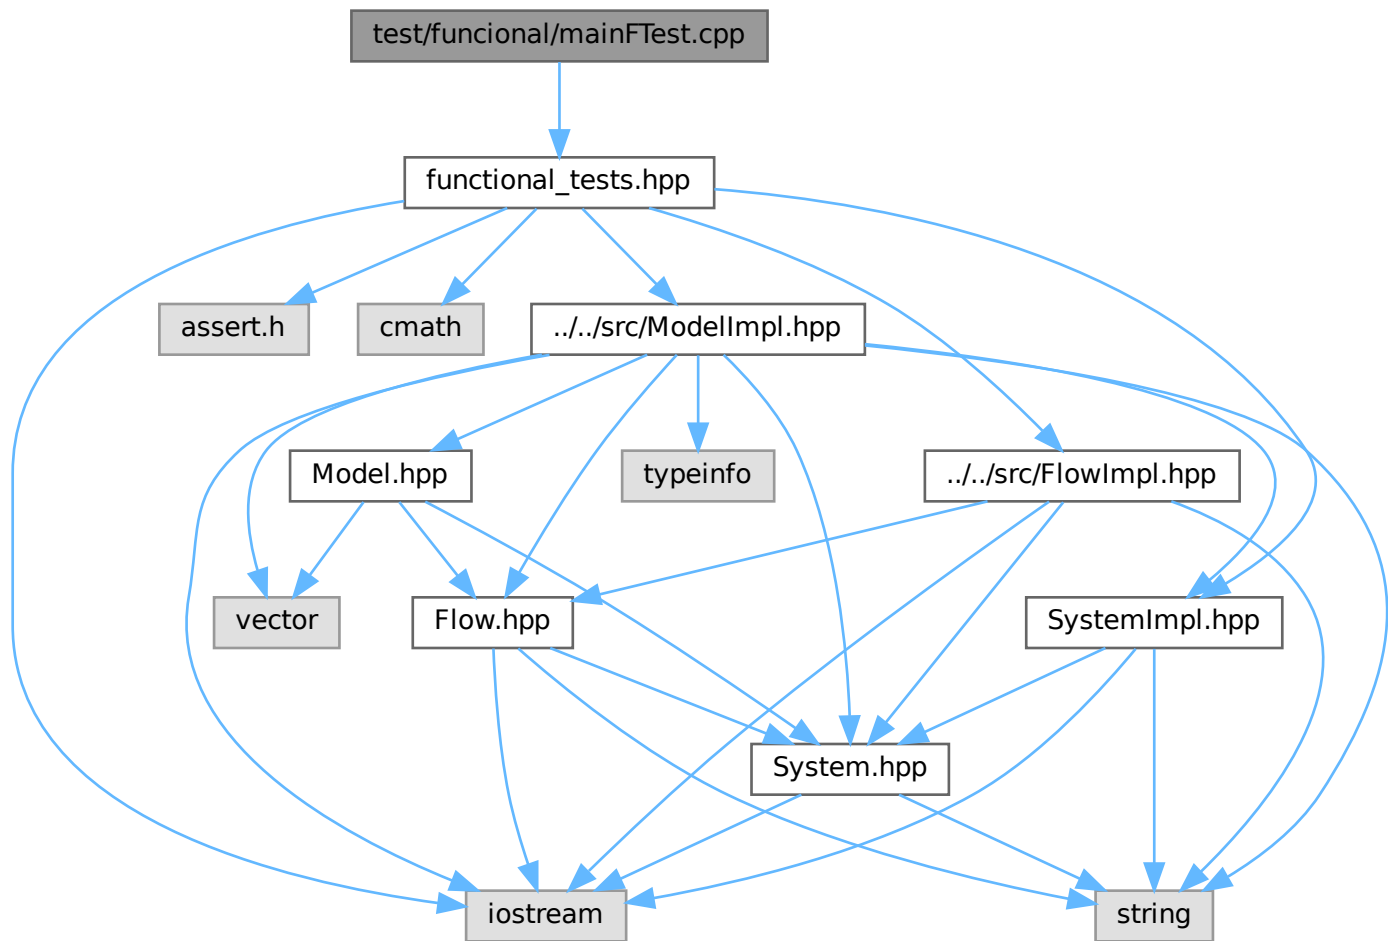 test/funcional/mainFTest.cpp
functional_tests.hpp
assert.h
cmath
../../src/ModelImpl.hpp
Model.hpp
typeinfo
../../src/FlowImpl.hpp
vector
Flow.hpp
SystemImpl.hpp
System.hpp
iostream
string